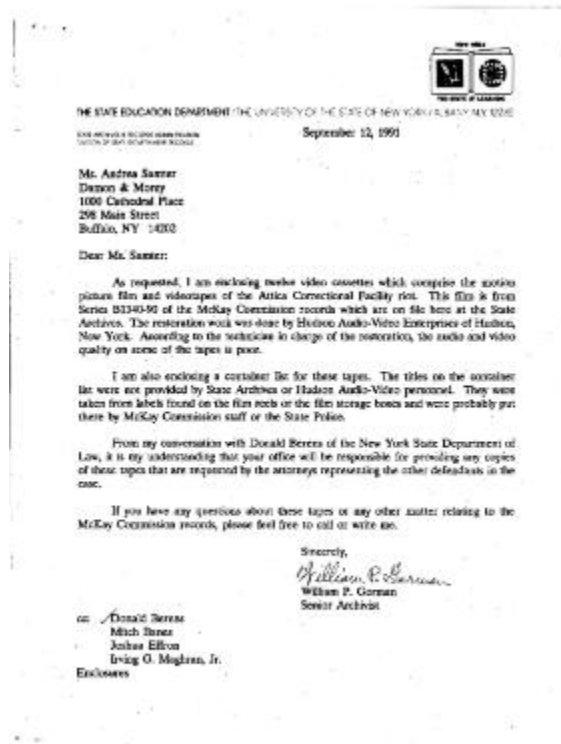 THE STATE EDUCATION DEPARTMENT / THE UNIVERSITY OF THE STATE OF NEW YORK / ALBANY, N.Y. 12230
September 12, 1991
Ms. Andrea
Damon & Morey
1000 Cathedral Place
298 Main Street
Buffalo, NY 14202
Dear Ms.
As requested, I am enclosing twelve video cassettes which comprise the motion
picture film and videotapes of the Attica Correctional Facility riot. This film is from
Series of the McKay Commission records which are on file here at the State
Archives. The restoration work was done by Hudson Audio-Video Enterprises of Hudson,
New York. According to the technician in charge of the restoration, the audio and video
quality on some of the tapes is poor.
I am also enclosing a container list for these tapes. The titles on the container
list were not provided by State Archives or Hudson Audio-Video personnel. They were
taken from labels found on the film reels or the film storage boxes and were probably put
there by McKay Commission staff or the State Police.
From my conversation with Donald Berens of the New York State Department of
Law, it is my understanding that your office will be responsible for providing any copies
of these tapes that are requested by the attorneys representing the other defendants in the
case.
If you have any questions about these tapes or any other matter relating to the
McKay Commission records, please feel free to call or write me.
Sincerely,
William P. Gorman
William P. Gorman
Senior Archivist
cc: Donald Berens
Mitch
Joshua Effron
Irving C. Maghran, Jr.
Enclosures